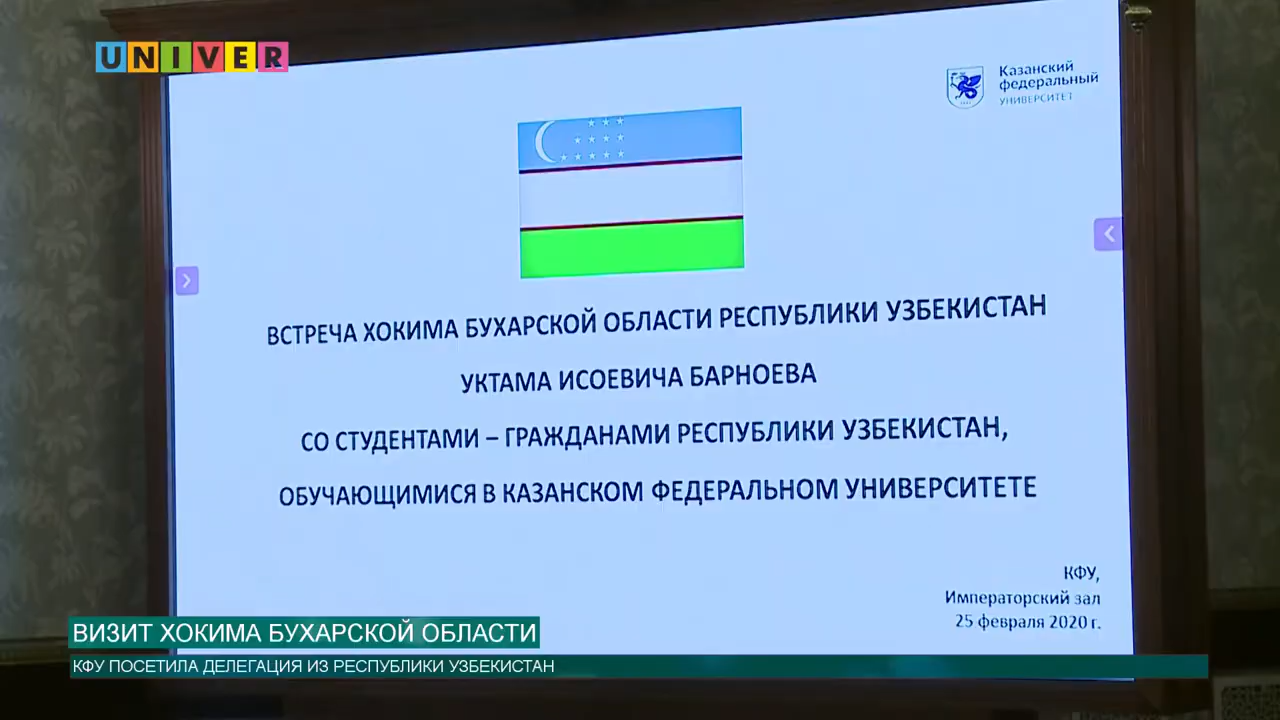 UNIVER
Казанский
федеральный
УНИВЕРСИТЕТ
ВСТРЕЧА ХОКИМА БУХАРСКОЙ ОБЛАСТИ РЕСПУБЛИКИ УЗБЕКИСТАН
УКТАМА ИСОЕВИЧА БАРНОЕВА
СО СТУДЕНТАМИ – ГРАЖДАНАМИ РЕСПУБЛИКИ УЗБЕКИСТАН,
ОБУЧАЮЩИМИСЯ В КАЗАНСКОМ ФЕДЕРАЛЬНОМ УНИВЕРСИТЕТЕ
КФУ,
Императорский зал
25 февраля 2020 г.
ВИЗИТ ХОКИМА БУХАРСКОЙ ОБЛАСТИ
КФУ ПОСЕТИЛА ДЕЛЕГАЦИЯ ИЗ РЕСПУБЛИКИ УЗБЕКИСТАН